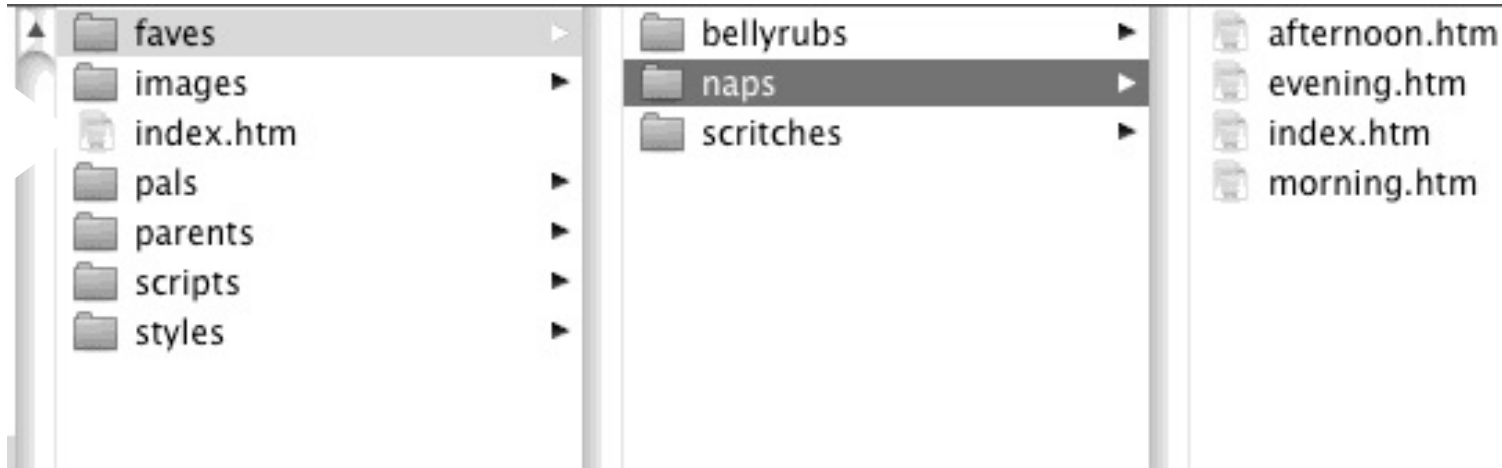 faves
images
index.htm
pals
parents
scripts
styles
bellyrubs
naps
scritches
afternoon.htm
evening.htm
index.htm
morning.htm